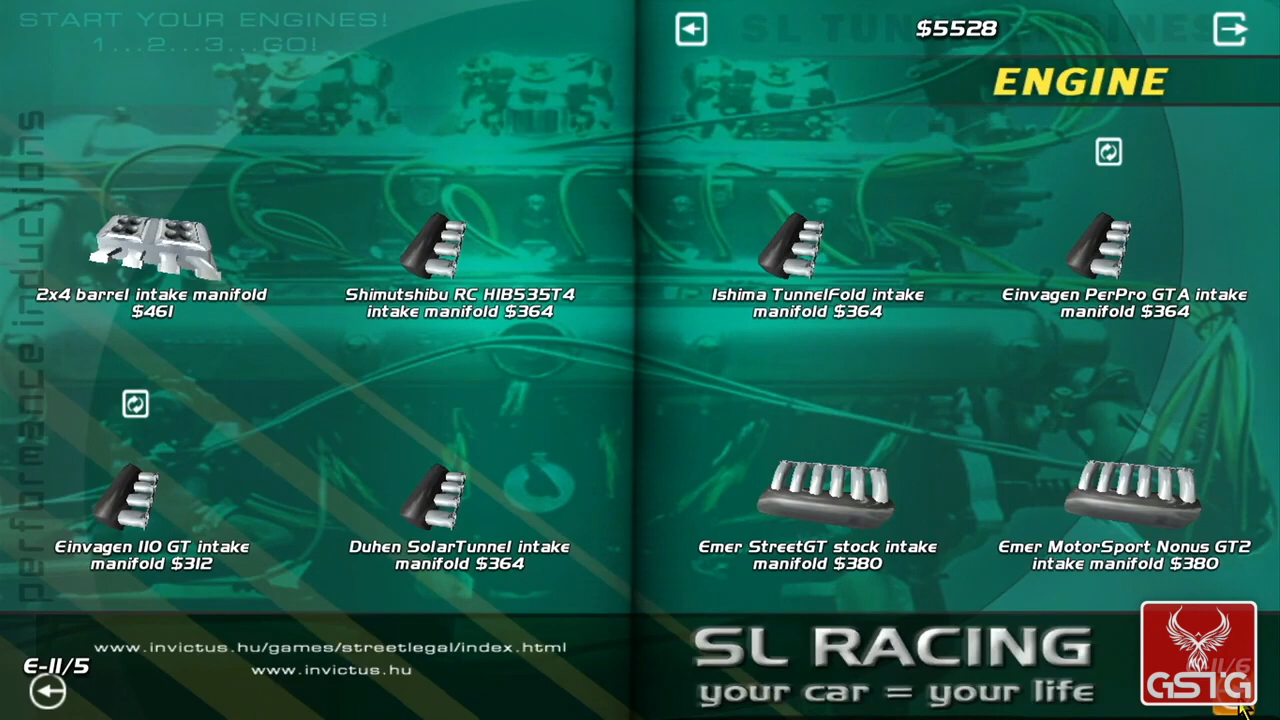 START YOUR ENGINES!
1...2...3...GO!
performance inductions
SL TUN
$5528
ENGINE
2x4 barrel intake manifold
$461
Shimutshibu RC H1B535T4
intake manifold $364
Ishima TunnelFold intake
manifold $364
Einvagen PerPro GTA intake
manifold $364
Einvagen 110 GT intake
manifold $312
Duhen SolarTunnel intake
manifold $364
Emer StreetGT stock intake
manifold $380
Emer MotorSport Nonus GT2
intake manifold $380
www.invictus.hu/games/streetlegal/index.html
www.invictus.hu
E-11/5
SL RACING
your car = your life
GSTG